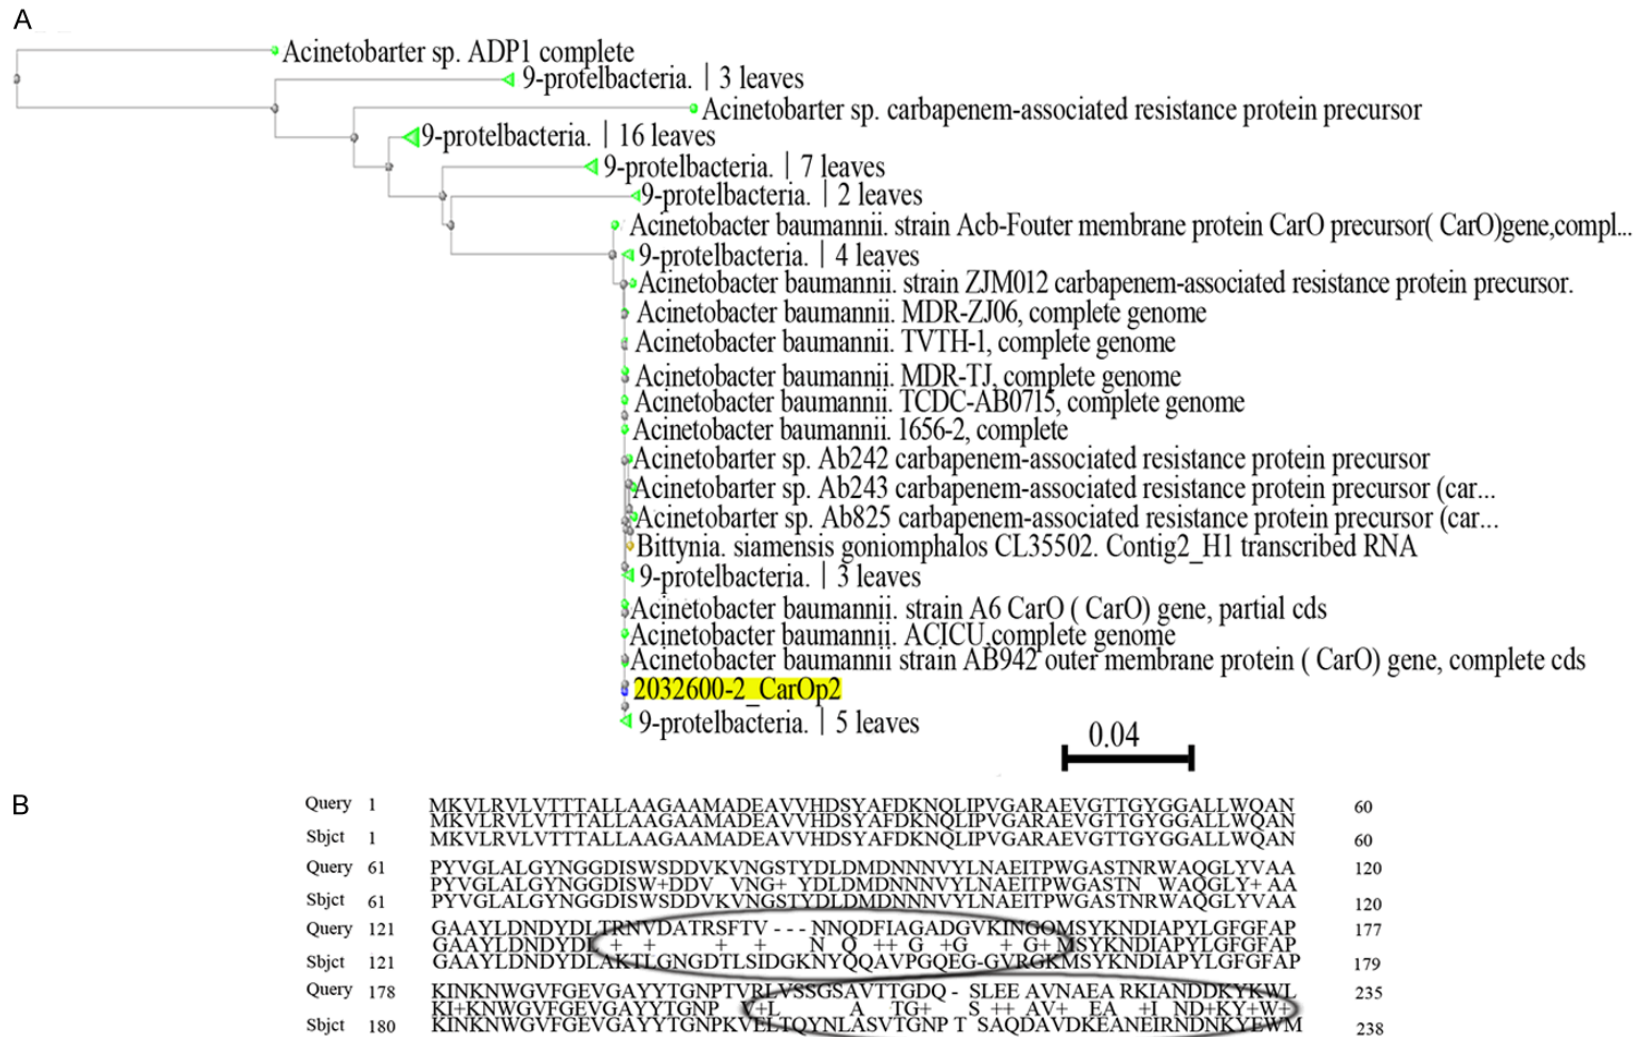 A
Acinetobarter sp. ADP1 complete
9-protelbacteria. | 3 leaves
Acinetobarter sp. carbapenem-associated resistance protein precursor
9-protelbacteria. | 16 leaves
9-protelbacteria. | 7 leaves
9-protelbacteria. | 2 leaves
Acinetobacter baumannii. strain Acb-Fouter membrane protein CarO precursor( CarO)gene,compl...
9-protelbacteria. | 4 leaves
Acinetobacter baumannii. strain ZJM012 carbapenem-associated resistance protein precursor.
Acinetobacter baumannii. MDR-ZJ06, complete genome
Acinetobacter baumannii. TVTH-1, complete genome
Acinetobacter baumannii. MDR-TJ, complete genome
Acinetobacter baumannii. TCDC-AB0715, complete genome
Acinetobacter baumannii. 1656-2, complete
Acinetobarter sp. Ab242 carbapenem-associated resistance protein precursor
Acinetobarter sp. Ab243 carbapenem-associated resistance protein precursor (car...
Acinetobarter sp. Ab825 carbapenem-associated resistance protein precursor (car...
Bittynia. siamensis goniomphalos CL35502. Contig2_H1 transcribed RNA
9-protelbacteria. | 3 leaves
Acinetobacter baumannii. strain A6 CarO ( CarO) gene, partial cds
Acinetobacter baumannii. ACICU,complete genome
Acinetobacter baumannii strain AB942 outer membrane protein ( CarO) gene, complete cds
2032600-2_CarOp2
9-protelbacteria. | 5 leaves
0.04
B
Query 1 MKVLRVLVTTTALLAAGAAMADEAVVHDSYAFDKNQLIPVGARAEVGTTGYGGALLWQAN 60
MKVLRVLVTTTALLAAGAAMADEAVVHDSYAFDKNQLIPVGARAEVGTTGYGGALLWQAN
Sbjct 1 MKVLRVLVTTTALLAAGAAMADEAVVHDSYAFDKNQLIPVGARAEVGTTGYGGALLWQAN 60
Query 61 PYVGLALGYNGGDISWSDDVKVNGSTYDLDMDNNNVYLNAEITPWGASTNRWAQGLYVAA 120
PYVGLALGYNGGDISW+DDV VNG+ YDLDMDNNNVYLNAEITPWGASTN WAQGLY+ AA
Sbjct 61 PYVGLALGYNGGDISWSDDVKVNGSTYDLDMDNNNVYLNAEITPWGASTNRWAQGLYVAA 120
Query 121 GAAYLDNDYDLTRNVDATRSFTV - - - NNQDFIAGADGVKINGQMSYKNDIAPYLGFGFAP 177
GAAYLDNDYDL + + + + N Q ++ G +G + G+ MSYKNDIAPYLGFGFAP
Sbjct 121 GAAYLDNDYDLAKTLGNGDTLSIDGKNYQQAVPGQEG-GVRGKMSYKNDIAPYLGFGFAP 179
Query 178 KINKNWGVFGEVGAYYTGNPTVRLVSSGSAVTTGDQ - SLEE AVNAEA RKIANDDKYKWL 235
KI+KNWGVFGEVGAYYTGNP V+L A TG+ S ++ AV+ EA +I ND+KY+W+
Sbjct 180 KINKNWGVFGEVGAYYTGNPKVELTQYNLASVTGNP T SAQDAVDKEANEIRNDNKYEWM 238